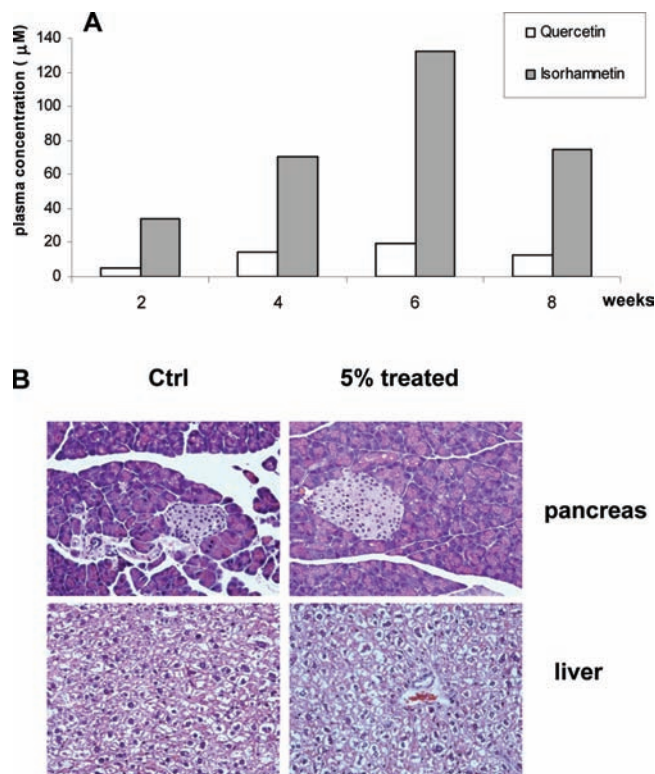 A
plasma concentration ( µM)
140
120
100
80
60
40
20
0
Quercetin
Isorhamnetin
2 4 6 8 weeks
B
Ctrl 5% treated
pancreas
liver